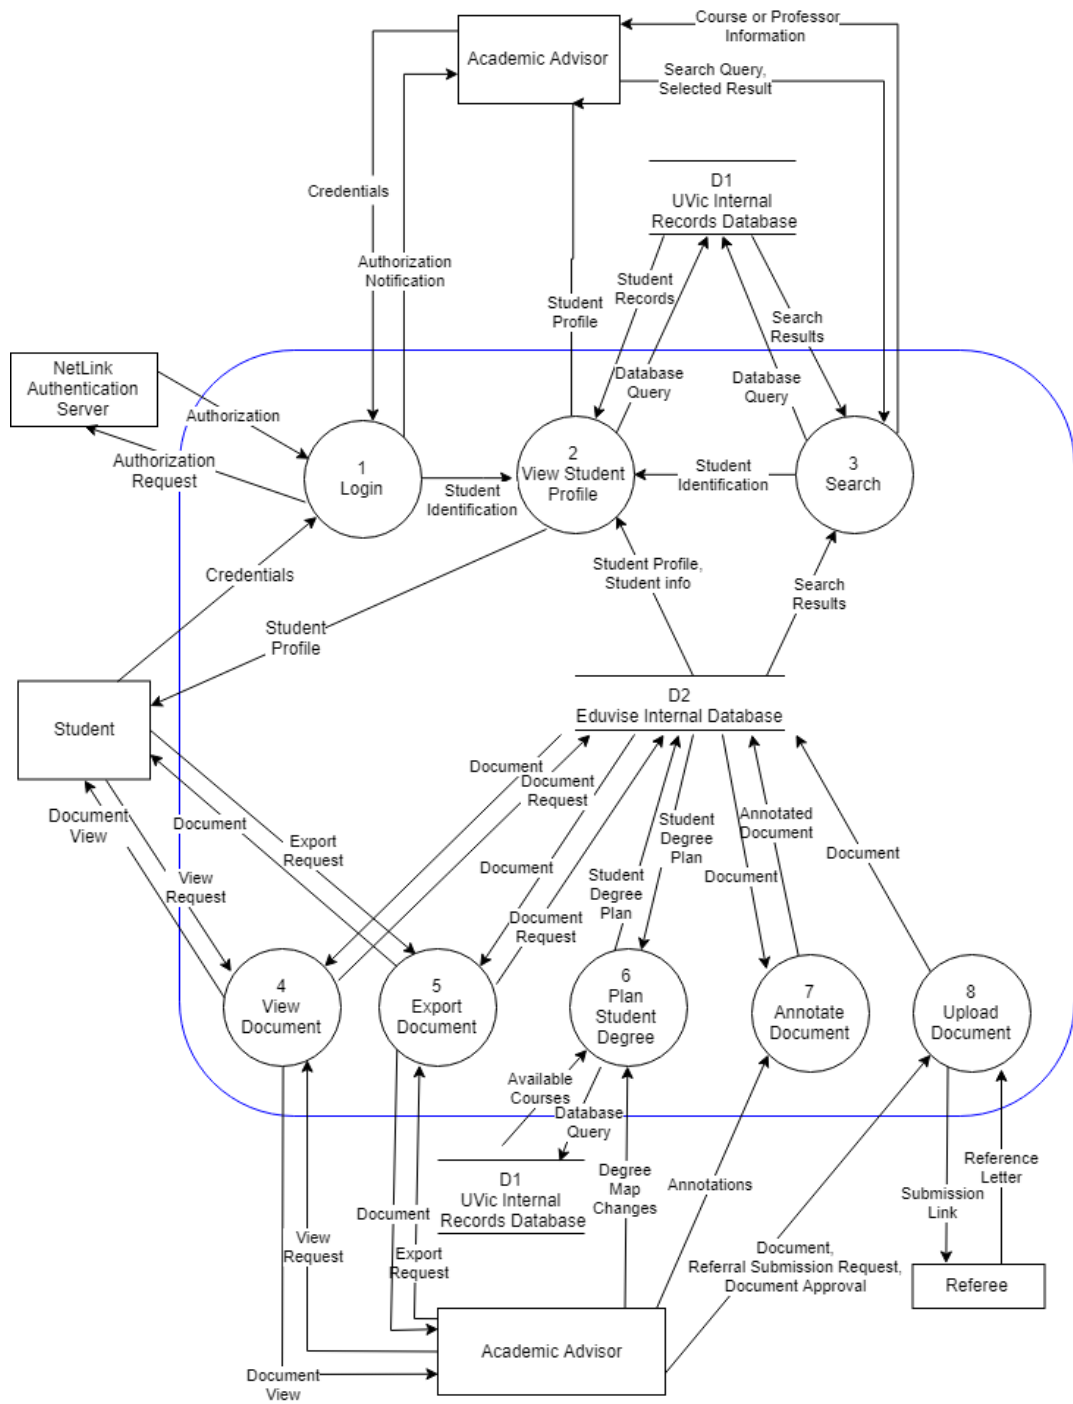 Course or Professor
Information
Academic Advisor
Search Query,
Selected Result
D1
UVic Internal
Records Database
Credentials
Authorization
Notification
Student
Records
Student
Profile
Search
Results
NetLink
Authentication
Server
Database
Query
Database
Query
Authorization
Authorization
Request
1
Login
2
View Student
Profile
3
Search
Student
Identification
Student
Identification
Credentials
Student Profile,
Student info
Search
Results
Student
Profile
D2
Eduvise Internal Database
Student
Document
Document
Request
Document
View
Document
Export
Request
Student
Degree
Plan
Annotated
Document
Document
Document
View
Request
Student
Degree
Plan
Document
Document
Request
4
View
Document
5
Export
Document
6
Plan
Student
Degree
7
Annotate
Document
8
Upload
Document
Available
Courses
Database
Query
D1
UVic Internal
Records Database
Degree
Map
Changes
Annotations
Reference
Letter
Submission
Link
Document
View
Request
Export
Request
Document,
Referral Submission Request,
Document Approval
Referee
Academic Advisor
Document
View